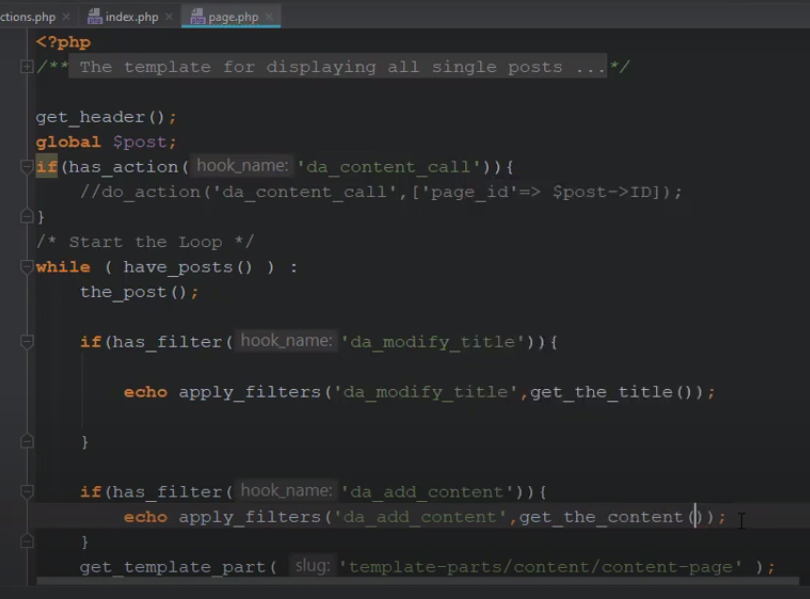 ctions.php × index.php × page.php ×
<?php
/** The template for displaying all single posts ...*/
get_header();
global $post;
if(has_action( hook_name: 'da_content_call')){
//do_action('da_content_call',['page_id'=> $post->ID]);
}
/* Start the Loop */
while ( have_posts() ) :
the_post();
if(has_filter( hook_name: 'da_modify_title')){
echo apply_filters('da_modify_title',get_the_title());
}
if(has_filter( hook_name: 'da_add_content')){
echo apply_filters('da_add_content',get_the_content());
}
get_template_part( slug: 'template-parts/content/content-page' );